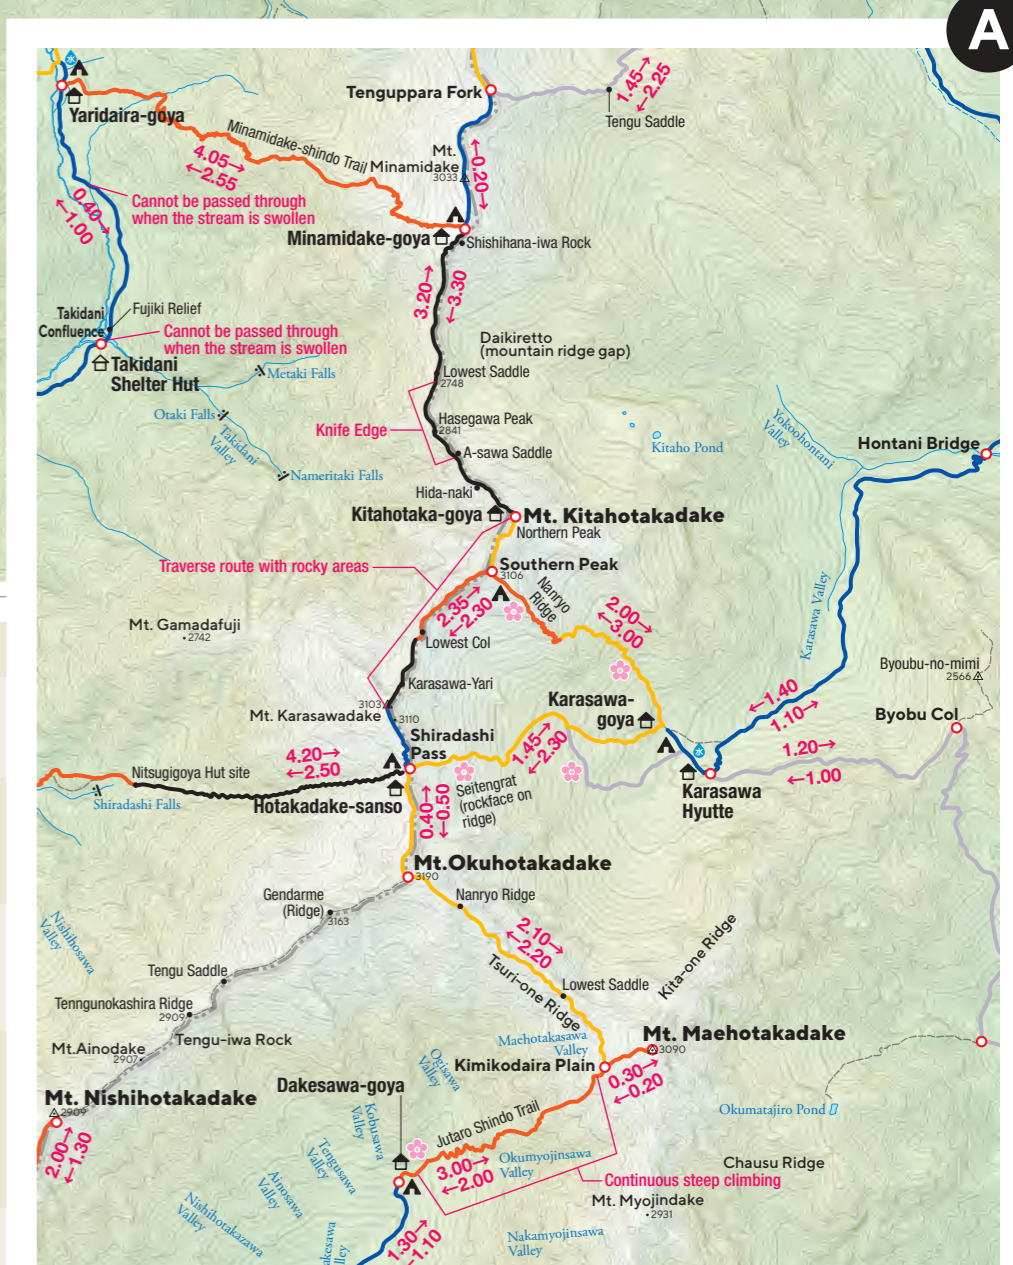 A
Tenguppara Fork
1.45→
←2.25
Tengu Saddle
Yaridaira-goya
Minamidake-shindo Trail
4.05→
←2.55
Mt.
Minamidake
3033
←0.20→
Cannot be passed through
when the stream is swollen
0.40→
←1.00
Minamidake-goya
Shishihana-iwa Rock
3.20→
←3.30
Takidani
Confluence
Fujiki Relief
Cannot be passed through
when the stream is swollen
Takidani
Shelter Hut
Metaki Falls
Otaki Falls
Takidani
Valley
Nameritaki Falls
Daikiretto
(mountain ridge gap)
Lowest Saddle
2748
Knife Edge
Hasegawa Peak
2841
A-sawa Saddle
Kitaho Pond
Yokoohontani
Valley
Hontani Bridge
Hida-naki
Kitahotaka-goya
Mt. Kitahotakadake
Northern Peak
Traverse route with rocky areas
Southern Peak
3106
Nanryo
Ridge
2.35→
←2.30
2.00→
←3.00
Karasawa Valley
Mt. Gamadafuji
2742
Lowest Col
Karasawa-Yari
3103
3110
Mt. Karasawadake
Byoubu-no-mimi
2566
Byobu Col
Karasawa-
goya
←1.40
1.10→
1.20→
←1.00
Shiradashi
Pass
1.45→
←2.30
4.20→
←2.50
Nitsugigoya Hut site
Shiradashi Falls
Hotakadake-sanso
Seitengrat
(rockface on
ridge)
Karasawa
Hyutte
0.40→
←0.50
Mt.Okuhotakadake
3190
Gendarme
(Ridge)
3163
Nanryo Ridge
2.10→
←2.20
Nishihosawa
Valley
Tengu Saddle
Tsuri-one Ridge
Lowest Saddle
Kita-one Ridge
Tenngunokashira Ridge
2909
Tengu-iwa Rock
Mt.Ainodake
2907
Maehotakasawa
Valley
Mt. Maehotakadake
3090
Kimikodaira Plain
0.30→
←0.20
Ogisawa
Valley
Dakesawa-goya
Mt. Nishihotakadake
2909
2.00→
←1.30
Kobusawa
Valley
Jutaro Shindo Trail
Okumatajiro Pond
Tengusawa
Valley
3.00→
←2.00
Okumyojinsawa
Valley
Chausu Ridge
Continuous steep climbing
Ainosawa
Valley
Mt. Myojindake
2931
Nishihotakazawa
Valley
1.30→
←1.10
Nakamyojinsawa
Valley